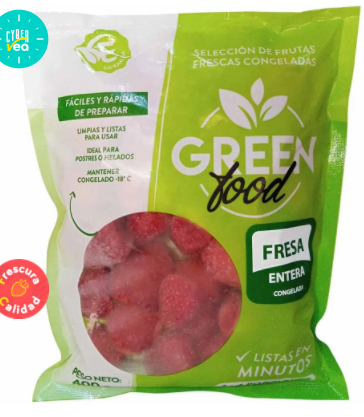 CYBER
vea
SELECCIÓN DE FRUTAS
FRESCAS CONGELADAS
FÁCILES Y RÁPIDAS
DE PREPARAR
LIMPIAS Y LISTAS
PARA USAR
IDEAL PARA
POSTRES O HELADOS
MANTENER
CONGELADO -18° C
GREEN
food
FRESA
ENTERA
CONGELADA
Frescura
Calidad
✓ LISTAS EN
MINUTOS
PESO NETO: